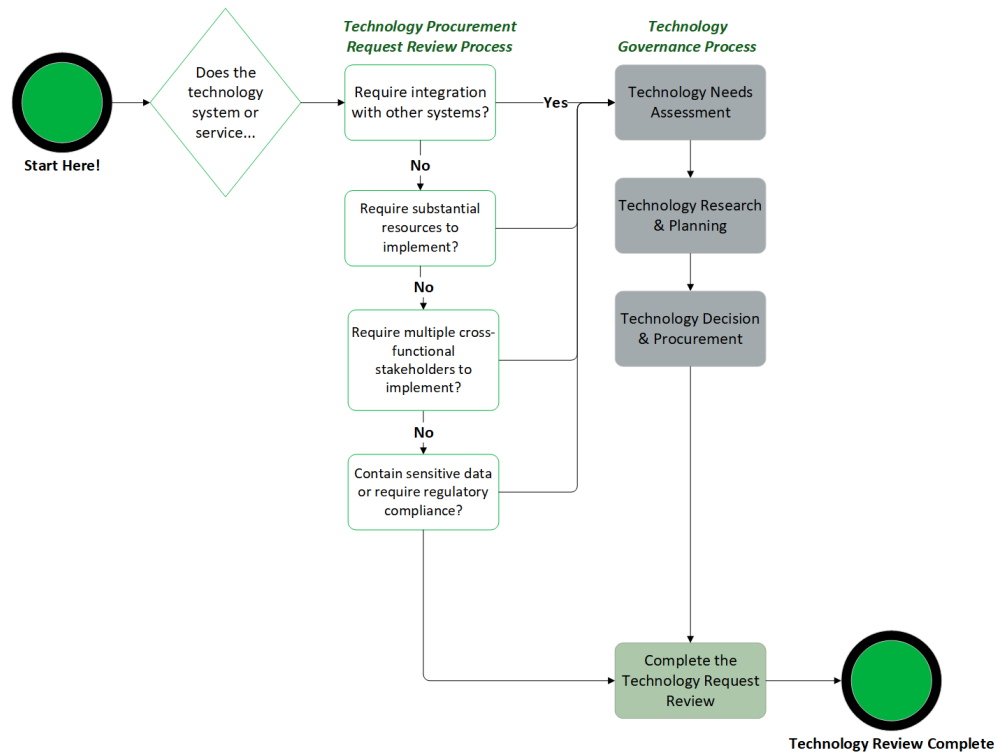 Technology Procurement
Request Review Process
Technology
Governance Process
Start Here!
Does the
technology
system or
service...
Require integration
with other systems?
Yes
Technology Needs
Assessment
No
Require substantial
resources to
implement?
Technology Research
& Planning
No
Require multiple cross-
functional
stakeholders to
implement?
Technology Decision
& Procurement
No
Contain sensitive data
or require regulatory
compliance?
Complete the
Technology Request
Review
Technology Review Complete